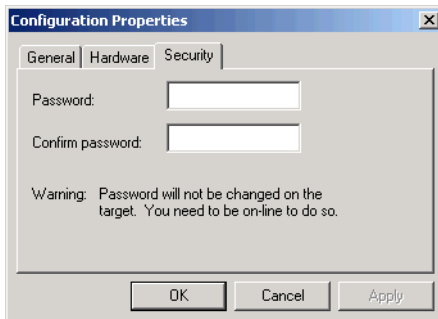 Configuration Properties
General Hardware Security
Password:
Confirm password:
Warning: Password will not be changed on the
target. You need to be on-line to do so.
OK Cancel Apply